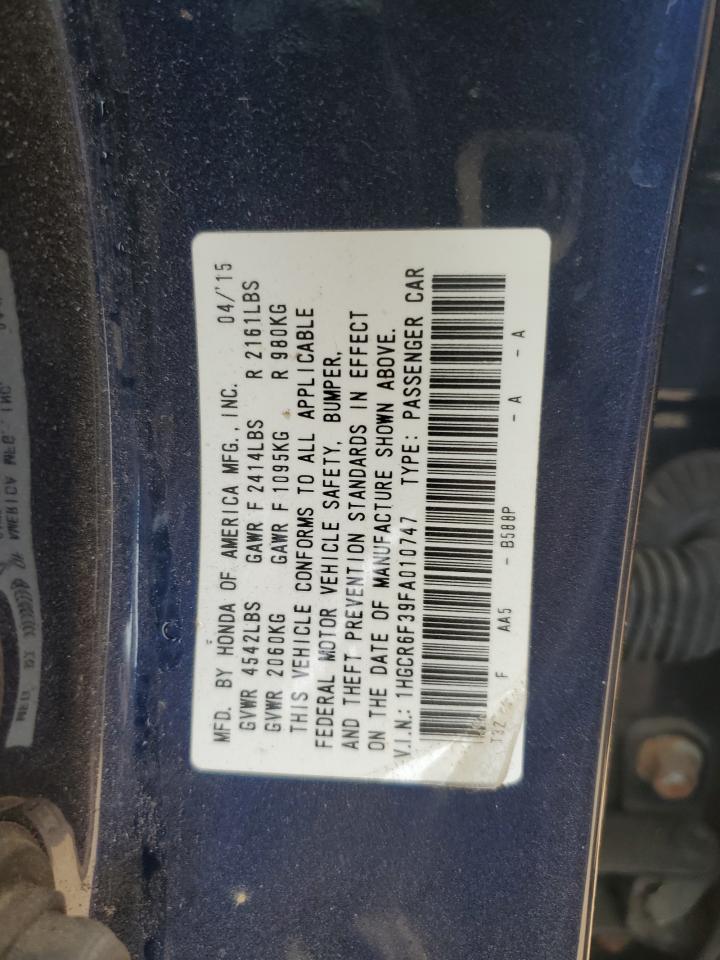 MFD. BY HONDA OF AMERICA MFG., INC. 04/'15
GVWR 4542LBS GAWR F 2414LBS R 2161LBS
GVWR 2060KG GAWR F 1095KG R 980KG
THIS VEHICLE CONFORMS TO ALL APPLICABLE
FEDERAL MOTOR VEHICLE SAFETY, BUMPER,
AND THEFT PREVENTION STANDARDS IN EFFECT
ON THE DATE OF MANUFACTURE SHOWN ABOVE.
V.I.N.: 1HGCR6F39FA010747 TYPE: PASSENGER CAR
T3Z F AA5 - B588P - A - A